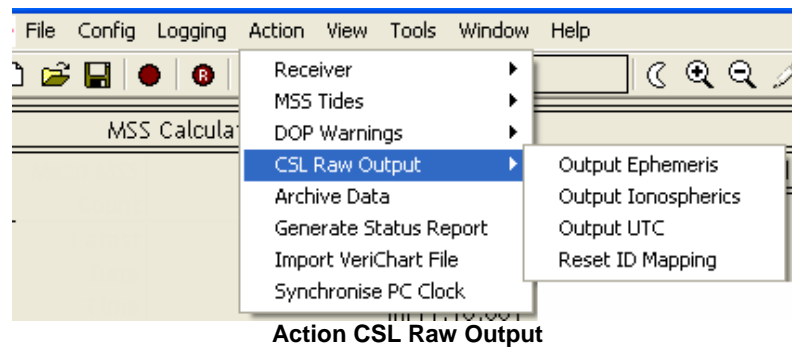 File Config Logging Action View Tools Window Help
R
MSS Calcula
Receiver
MSS Tides
DOP Warnings
CSL Raw Output
Archive Data
Generate Status Report
Import VeriChart File
Synchronise PC Clock
Output Ephemeris
Output Ionospherics
Output UTC
Reset ID Mapping
Action CSL Raw Output